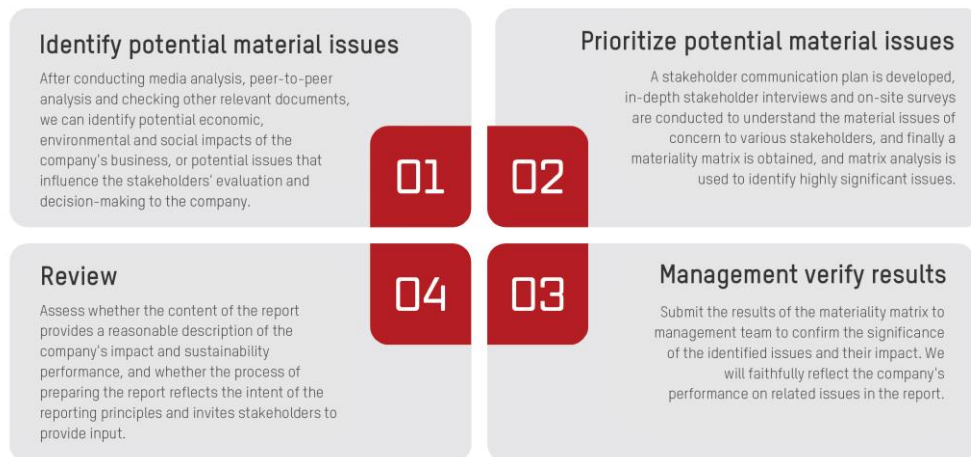 Identify potential material issues
After conducting media analysis, peer-to-peer
analysis and checking other relevant documents,
we can identify potential economic,
environmental and social impacts of the
company's business, or potential issues that
influence the stakeholders' evaluation and
decision-making to the company.
01
Prioritize potential material issues
A stakeholder communication plan is developed,
in-depth stakeholder interviews and on-site surveys
are conducted to understand the material issues of
concern to various stakeholders, and finally a
materiality matrix is obtained, and matrix analysis is
used to identify highly significant issues.
02
Management verify results
Submit the results of the materiality matrix to
management team to confirm the significance
of the identified issues and their impact. We
will faithfully reflect the company's
performance on related issues in the report.
03
Review
Assess whether the content of the report
provides a reasonable description of the
company's impact and sustainability
performance, and whether the process of
preparing the report reflects the intent of the
reporting principles and invites stakeholders to
provide input.
04